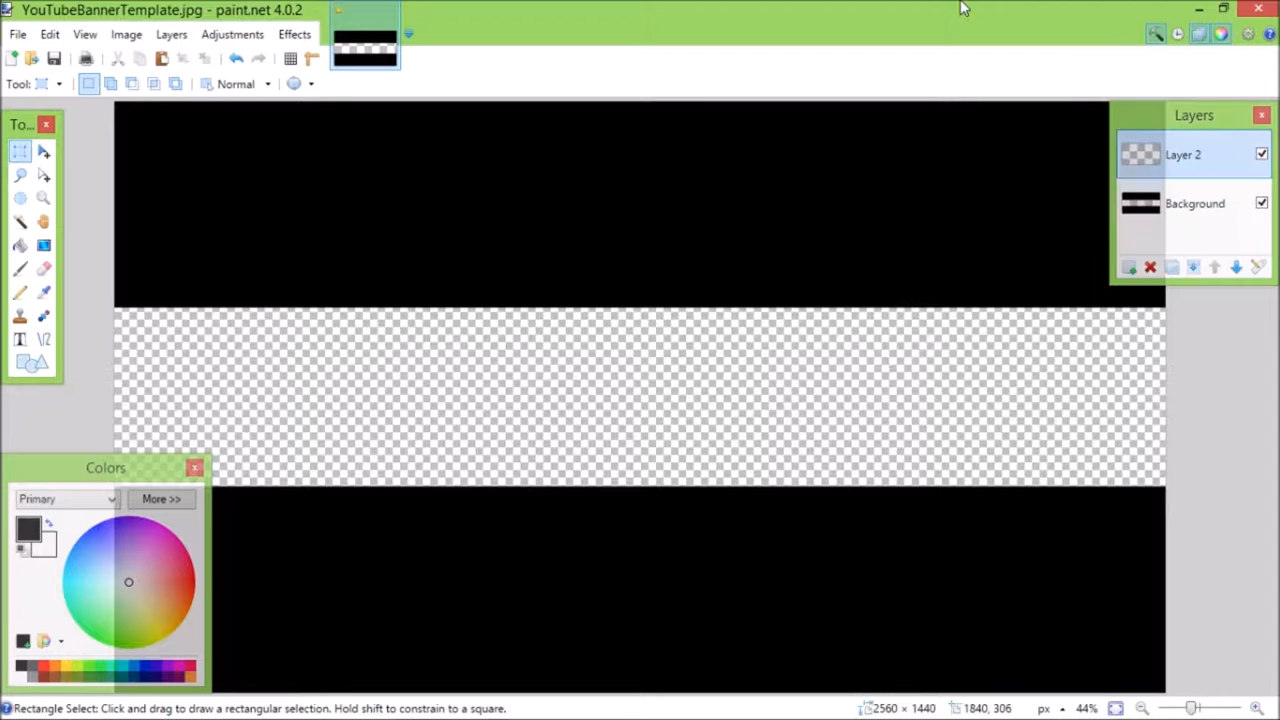 YouTubeBannerTemplate.jpg - paint.net 4.0.2
File Edit View Image Layers Adjustments Effects
Tool: Normal
To...
Layers
Layer 2
Background
Colors
Primary More >>
Rectangle Select: Click and drag to draw a rectangular selection. Hold shift to constrain to a square. 2560 × 1440 1840, 306 px 44%